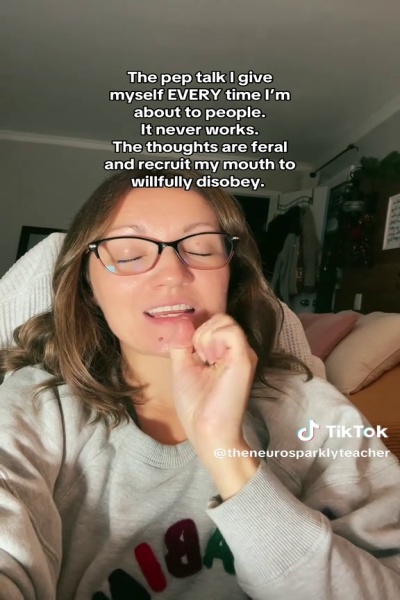 The pep talk I give
myself EVERY time I'm
about to people.
It never works.
The thoughts are feral
and recruit my mouth to
willfully disobey.
TikTok
@theneurosparklyteacher